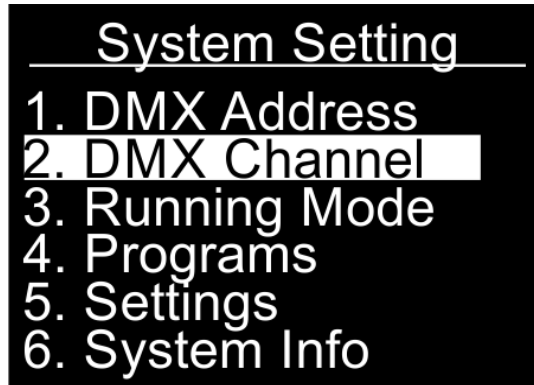 System Setting
1. DMX Address
2. DMX Channel
3. Running Mode
4. Programs
5. Settings
6. System Info